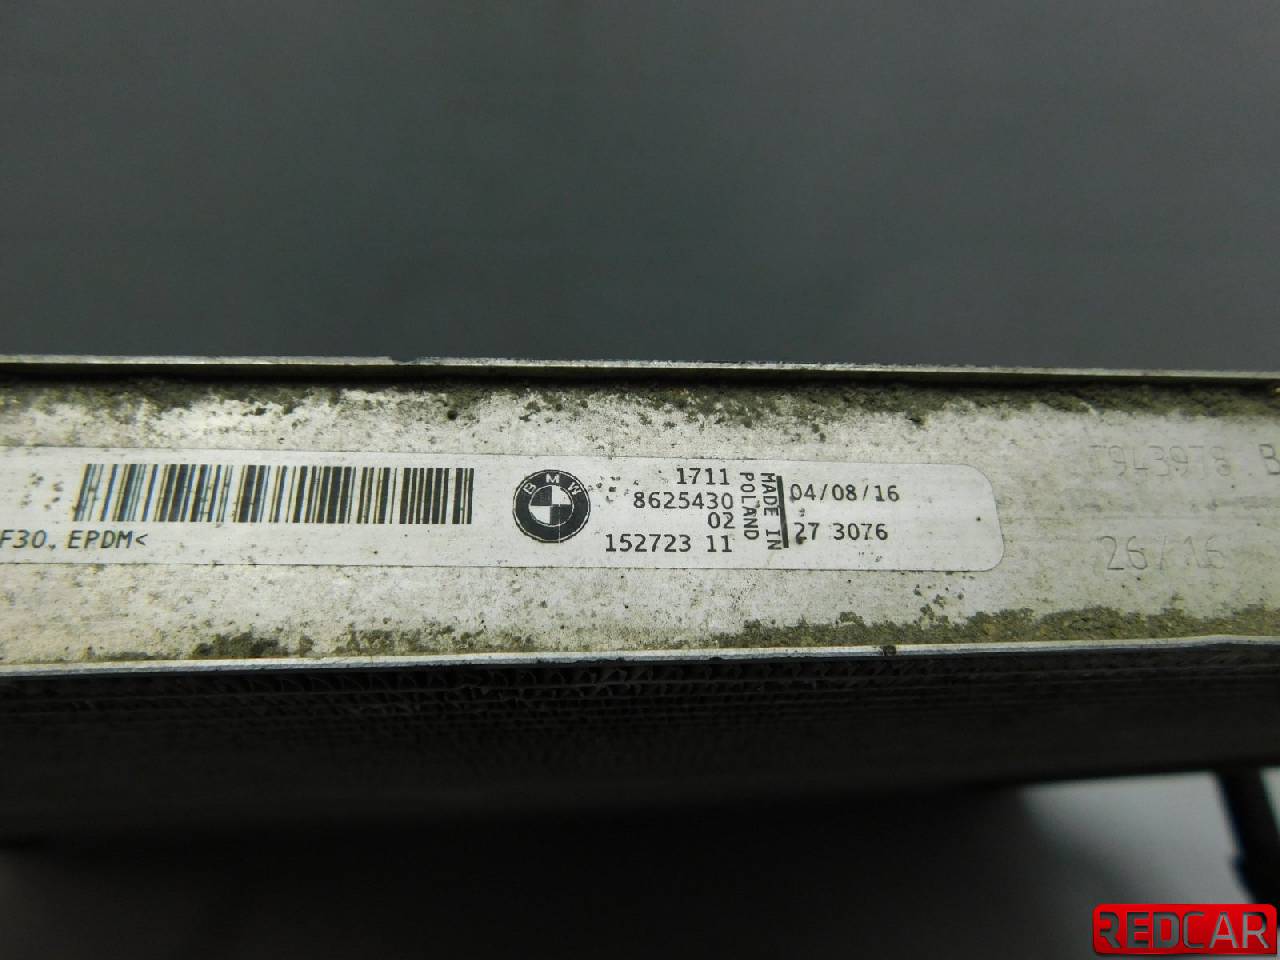 F30. EPDM<
BMW
1711
8625430
02
152723 11
MADE IN
POLAND
04/08/16
27 3076
26/16
REDCAR